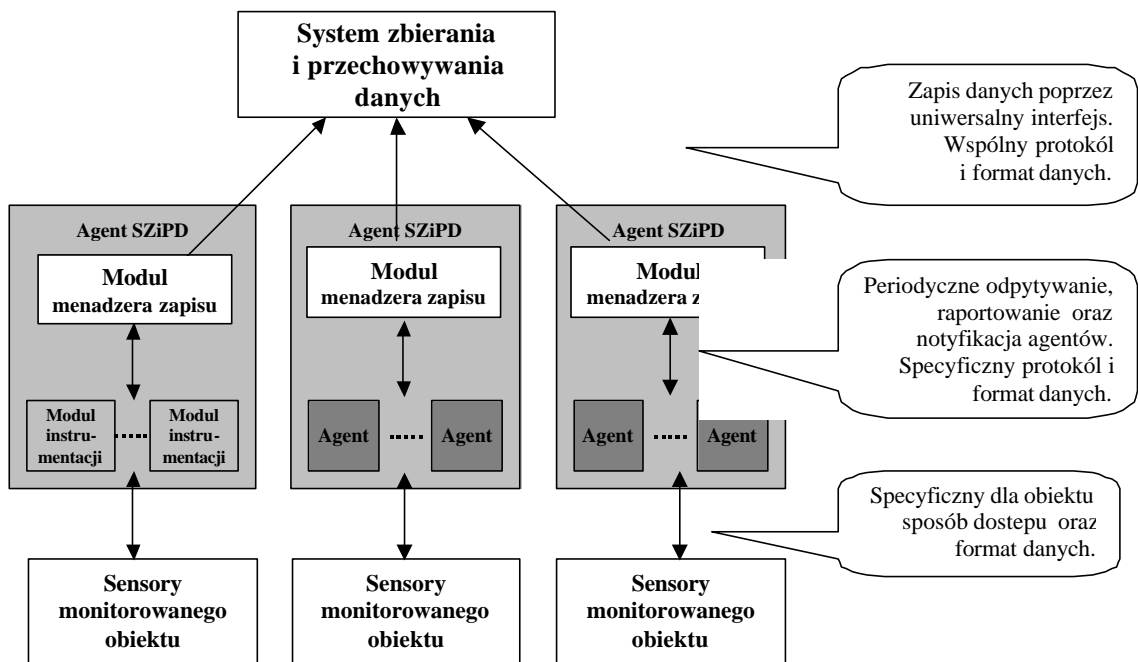 System zbierania
i przechowywania
danych
Zapis danych poprzez
uniwersalny interfejs.
Wspólny protokól
i format danych.
Agent SZiPD
Modul
menadzera zapisu
Modul
instru-
mentacji
Modul
instru-
mentacji
Agent SZiPD
Modul
menadzera zapisu
Agent
Agent
Agent SZiPD
Modul
menadzera z
Agent
Agent
Periodyczne odpytywanie,
raportowanie oraz
notyfikacja agentów.
Specyficzny protokól i
format danych.
Specyficzny dla obiektu
sposób dostepu oraz
format danych.
Sensory
monitorowanego
obiektu
Sensory
monitorowanego
obiektu
Sensory
monitorowanego
obiektu